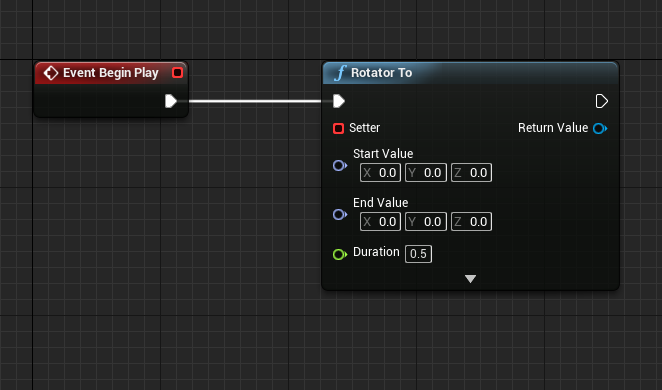 Event Begin Play
f Rotator To
Setter
Return Value
Start Value
X 0.0 Y 0.0 Z 0.0
End Value
X 0.0 Y 0.0 Z 0.0
Duration 0.5